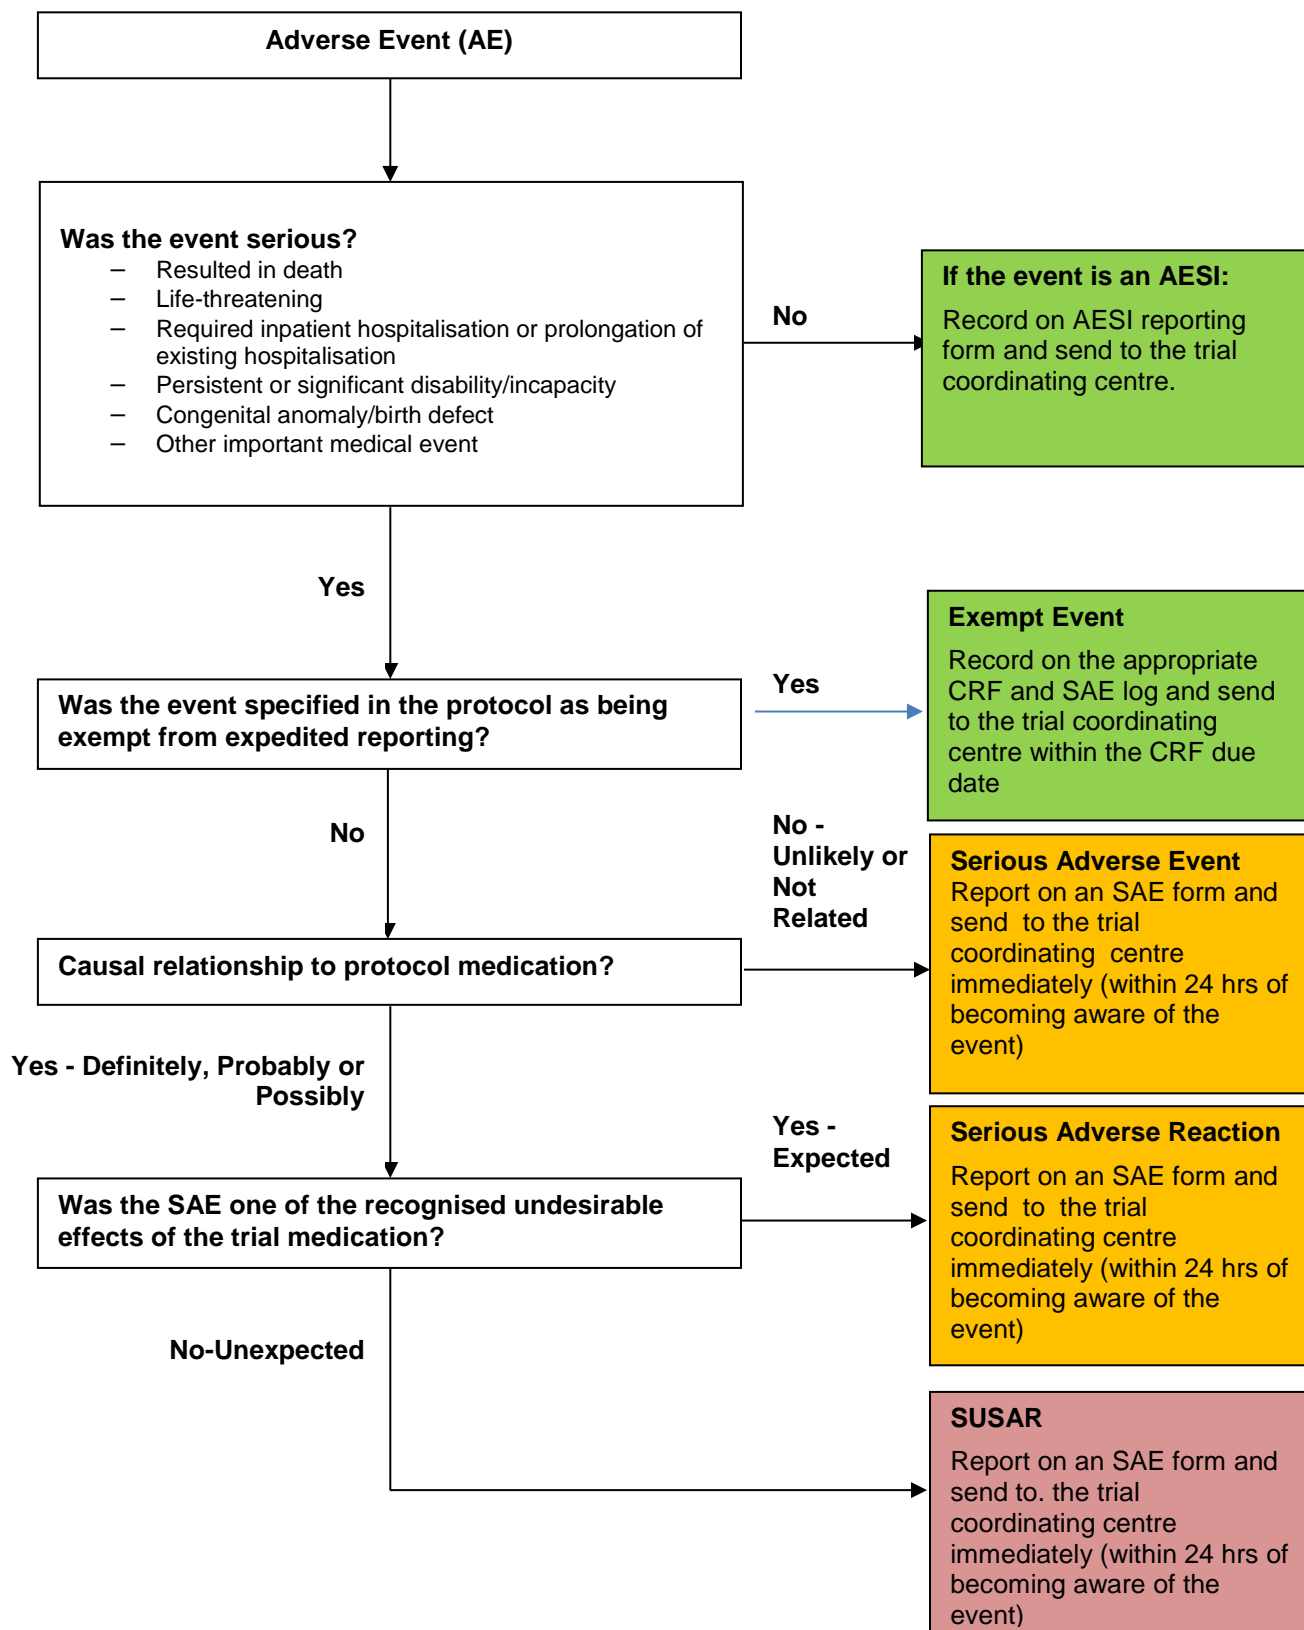 Adverse Event (AE)
Was the event serious?
– Resulted in death
– Life-threatening
– Required inpatient hospitalisation or prolongation of
existing hospitalisation
– Persistent or significant disability/incapacity
– Congenital anomaly/birth defect
– Other important medical event
No
If the event is an AESI:
Record on AESI reporting
form and send to the trial
coordinating centre.
Yes
Was the event specified in the protocol as being
exempt from expedited reporting?
Yes
Exempt Event
Record on the appropriate
CRF and SAE log and send
to the trial coordinating
centre within the CRF due
date
No
No -
Unlikely or
Not
Related
Causal relationship to protocol medication?
Serious Adverse Event
Report on an SAE form and
send to the trial
coordinating centre
immediately (within 24 hrs of
becoming aware of the
event)
Yes - Definitely, Probably or
Possibly
Yes -
Expected
Was the SAE one of the recognised undesirable
effects of the trial medication?
Serious Adverse Reaction
Report on an SAE form and
send to the trial
coordinating centre
immediately (within 24 hrs of
becoming aware of the
event)
No-Unexpected
SUSAR
Report on an SAE form and
send to. the trial
coordinating centre
immediately (within 24 hrs of
becoming aware of the
event)